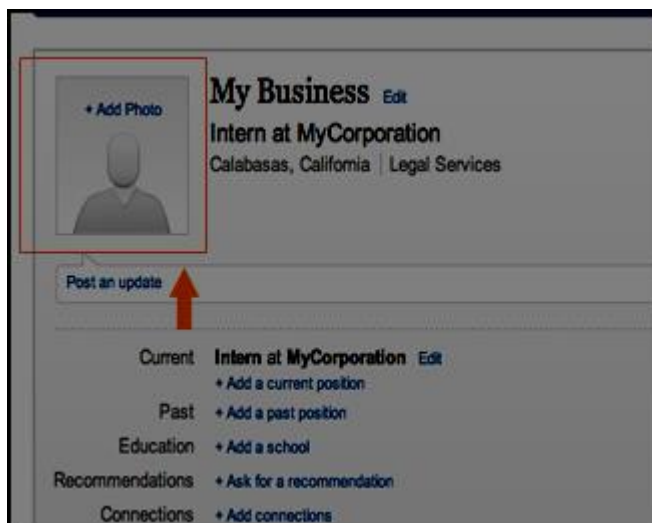 + Add Photo
My Business Edit
Intern at MyCorporation
Calabasas, California | Legal Services
Post an update
Current Intern at MyCorporation Edit
+ Add a current position
Past + Add a past position
Education + Add a school
Recommendations + Ask for a recommendation
Connections + Add connections